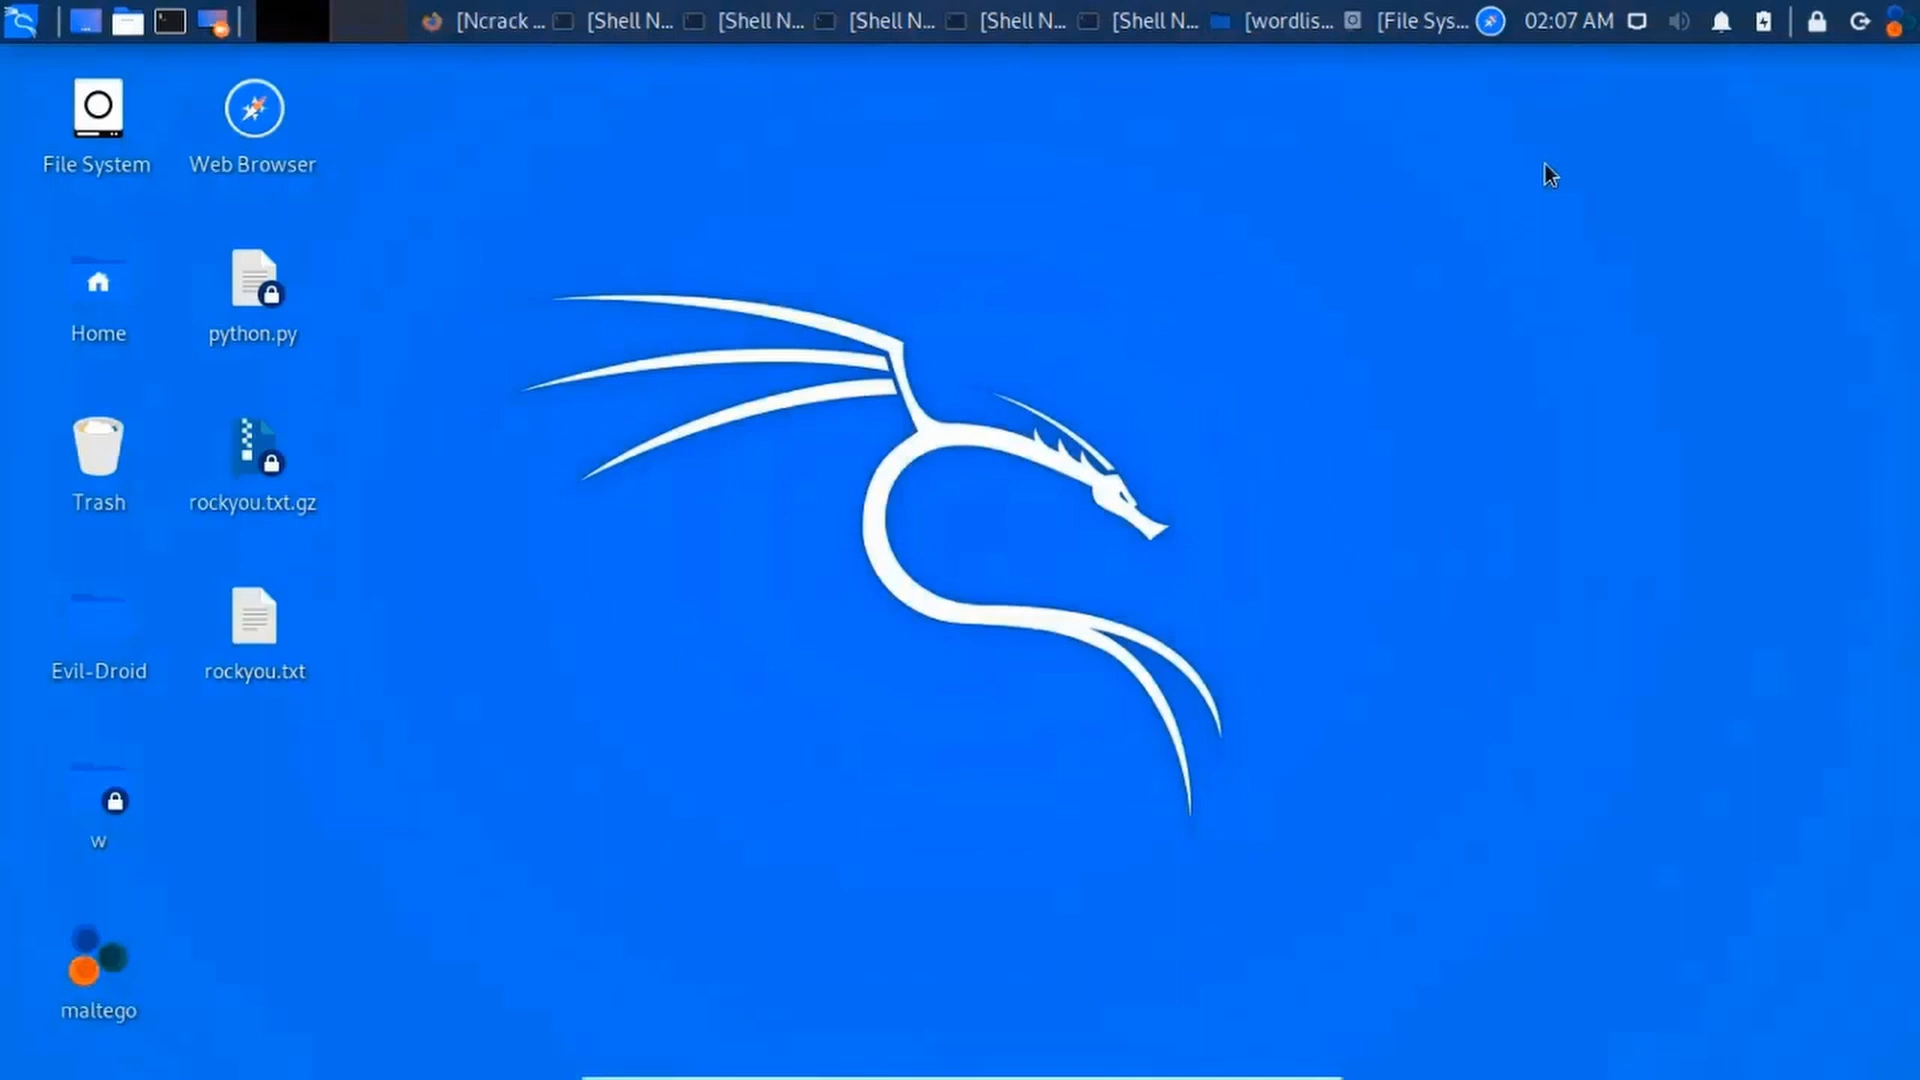 [Ncrack ... [Shell N... [Shell N... [Shell N... [Shell N... [Shell N... [wordlis... [File Sys... 02:07 AM
File System Web Browser
Home python.py
Trash rockyou.txt.gz
Evil-Droid rockyou.txt
w
maltego